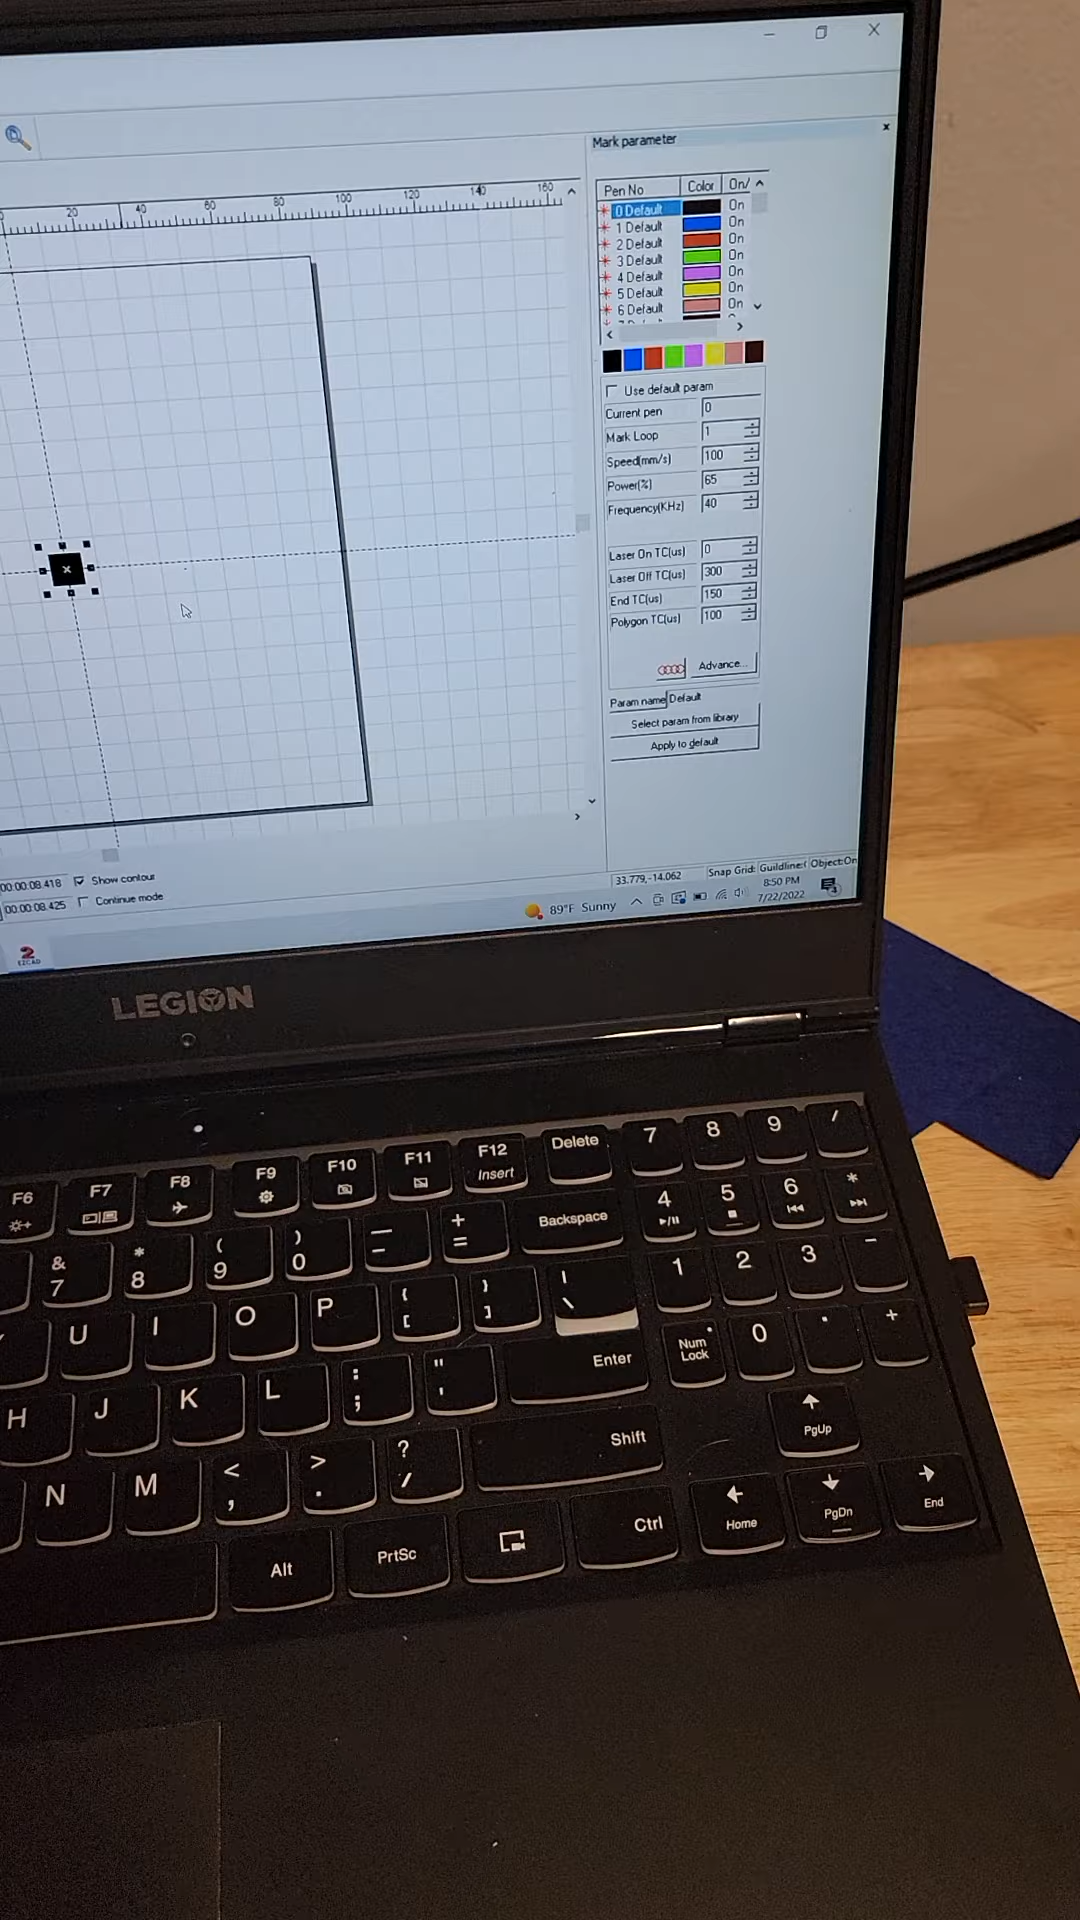 Mark parameter
20 40 60 80 100 120 140 160
Pen No Color On/
0 Default On
1 Default On
2 Default On
3 Default On
4 Default On
5 Default On
6 Default On
Use default param
Current pen 0
Mark Loop 1
Speed(mm/s) 100
Power(%) 65
Frequency(KHz) 40
Laser On TC(us) 0
Laser Off TC(us) 300
End TC(us) 150
Polygon TC(us) 100
Advance...
Param name Default
Select param from library
Apply to default
00:00:08.418 Show contour
00:00:08.425 Continue mode
33.779,-14.062 Snap Grid: Guildline:( Object:On
89°F Sunny 8:50 PM
7/22/2022
2
EZCAD
LEGION
F6 F7 F8 F9 F10 F11 F12 Insert Delete 7 8 9 /
& 7 * 8 ( 9 ) 0 — – + = Backspace 4 5 6 *
U I O P { [ } ] | \ 1 2 3 –
H J K L : ; " ' Enter Num Lock 0 . +
N M < , > . ? / Shift PgUp
Alt PrtSc Ctrl Home PgDn End